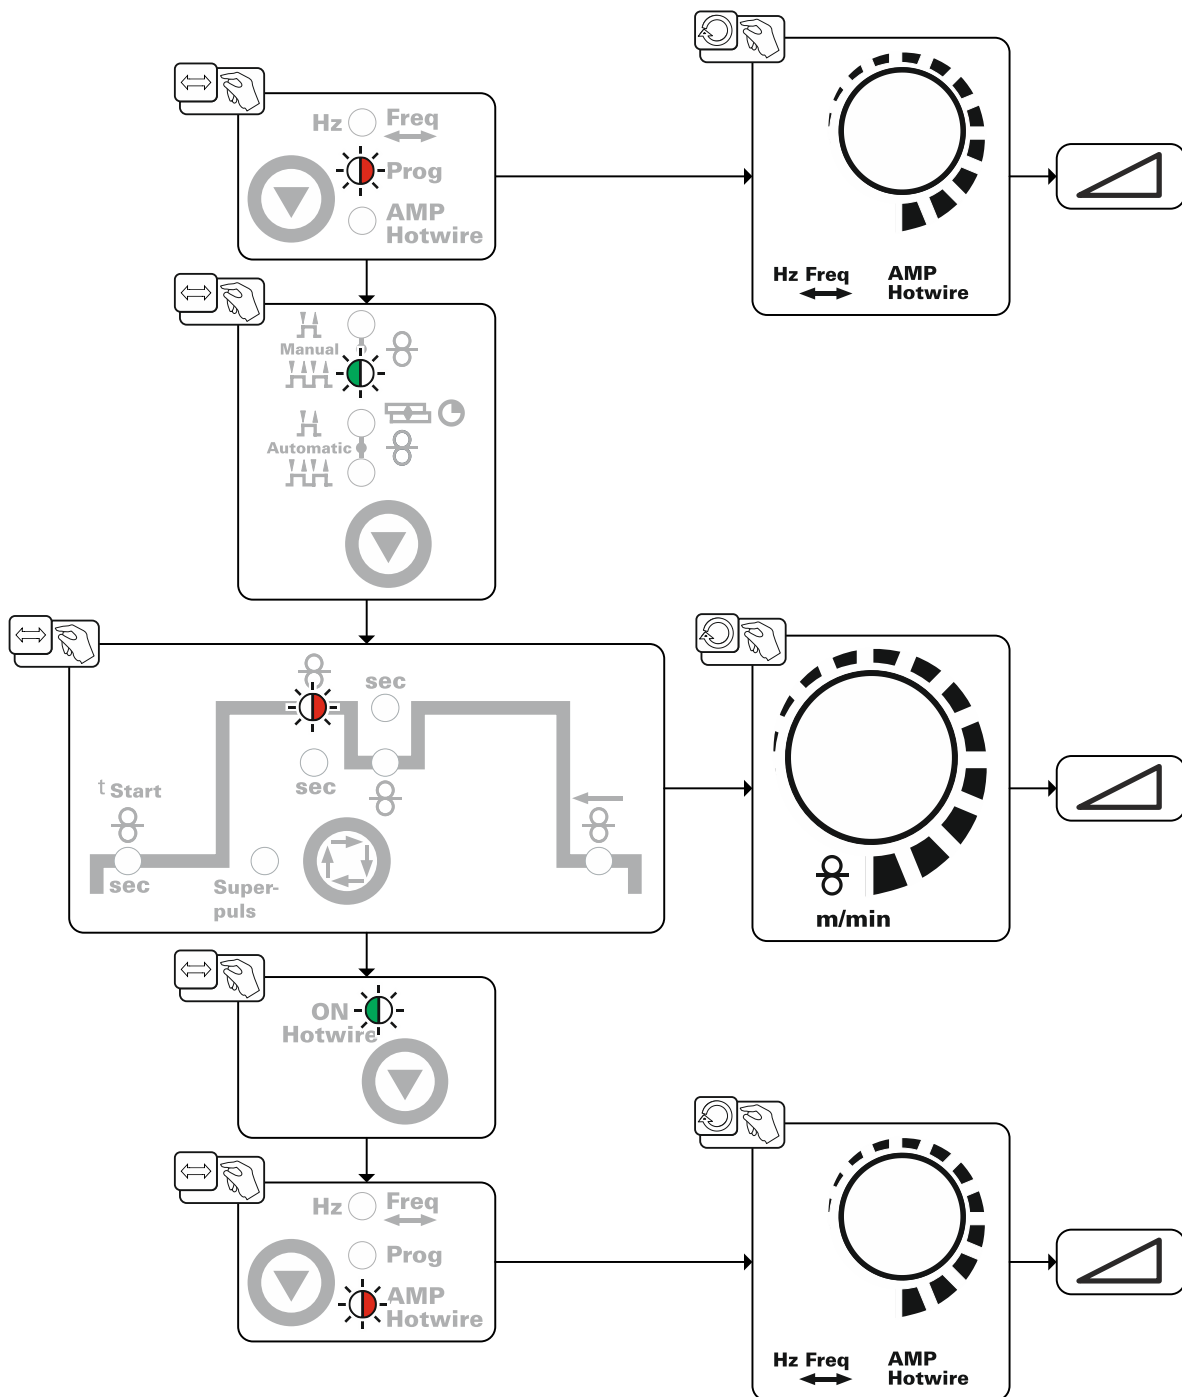 Hz Freq
Prog
AMP
Hotwire
Hz Freq AMP
Hotwire
Manual
Automatic
sec
t Start
sec
sec
Super-
puls
m/min
ON
Hotwire
Hz Freq
Prog
AMP
Hotwire
Hz Freq AMP
Hotwire